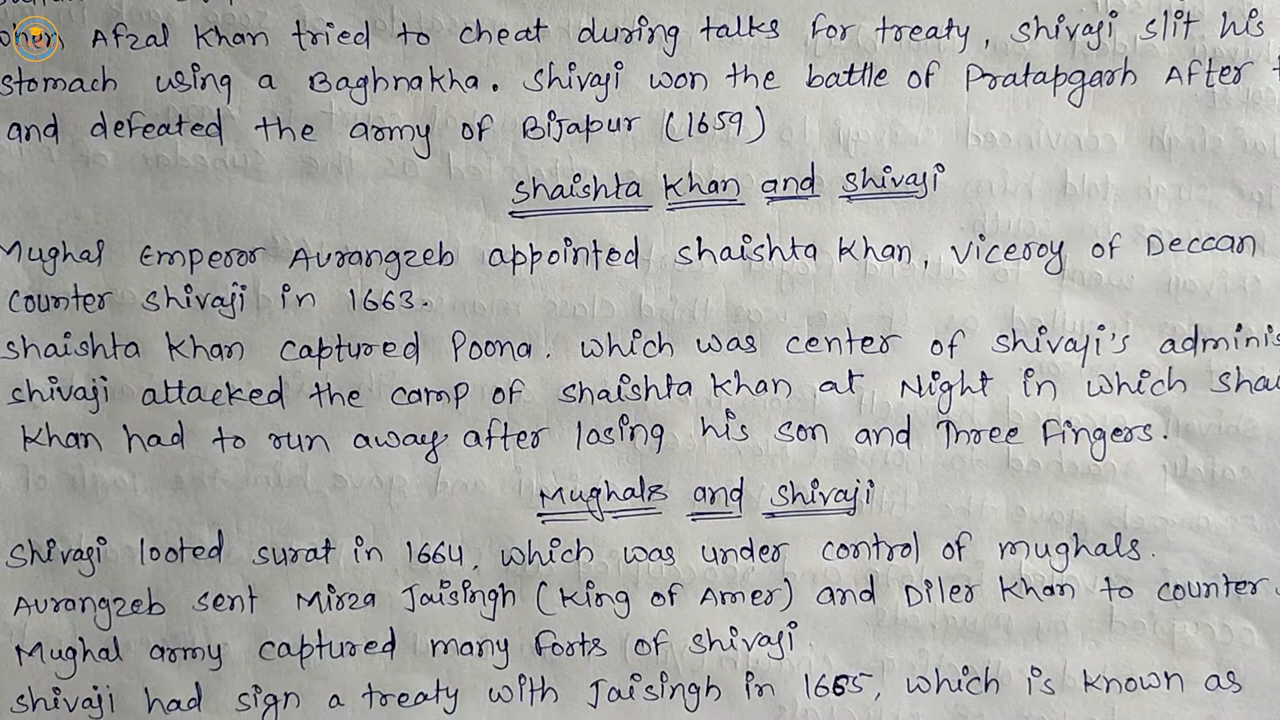 when Afzal Khan tried to cheat during talks for treaty, Shivaji slit his
stomach using a Baghnakha. Shivaji won the battle of Pratapgarh After
and defeated the army of Bijapur (1659)
Shaishta Khan and Shivaji
Mughal Emperor Aurangzeb appointed Shaishta Khan, Viceroy of Deccan
counter Shivaji in 1663.
Shaishta Khan captured Poona. which was center of Shivaji's adminis
Shivaji attacked the camp of Shaishta Khan at Night in which Shai
Khan had to run away after losing his son and Three Fingers.
Mughals and Shivaji
Shivaji looted Surat in 1664, which was under control of mughals.
Aurangzeb sent Mirza Jaisingh (King of Amer) and Diler Khan to counter
Mughal army captured many forts of Shivaji
Shivaji had sign a treaty with Jaisingh in 1665, which is known as